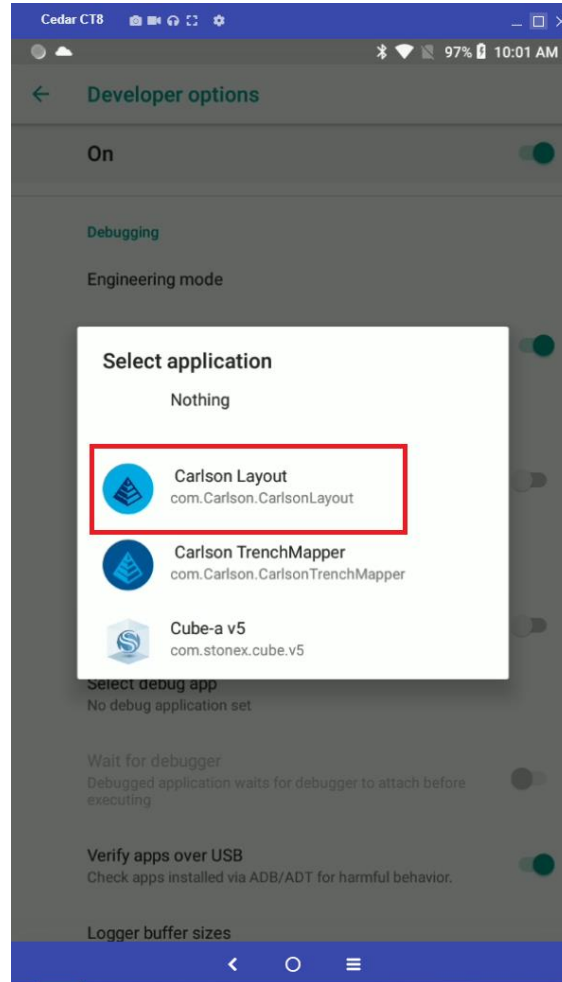 Cedar CT8
97% 10:01 AM
Developer options
On
Debugging
Engineering mode
Select application
Nothing
Carlson Layout
com.Carlson.CarlsonLayout
Carlson TrenchMapper
com.Carlson.CarlsonTrenchMapper
Cube-a v5
com.stonex.cube.v5
Select debug app
No debug application set
Wait for debugger
Debugged application waits for debugger to attach before
executing
Verify apps over USB
Check apps installed via ADB/ADT for harmful behavior.
Logger buffer sizes